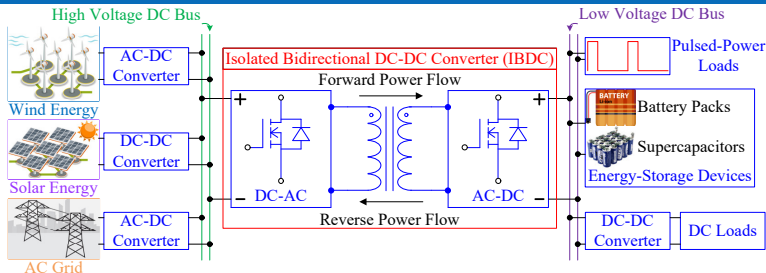 High Voltage DC Bus
Low Voltage DC Bus
Wind Energy
AC-DC
Converter
Solar Energy
DC-DC
Converter
AC Grid
AC-DC
Converter
Isolated Bidirectional DC-DC Converter (IBDC)
Forward Power Flow
+
−
DC-AC
+
−
AC-DC
Reverse Power Flow
Pulsed-Power
Loads
BATTERY
Battery Packs
Supercapacitors
Energy-Storage Devices
DC-DC
Converter
DC Loads